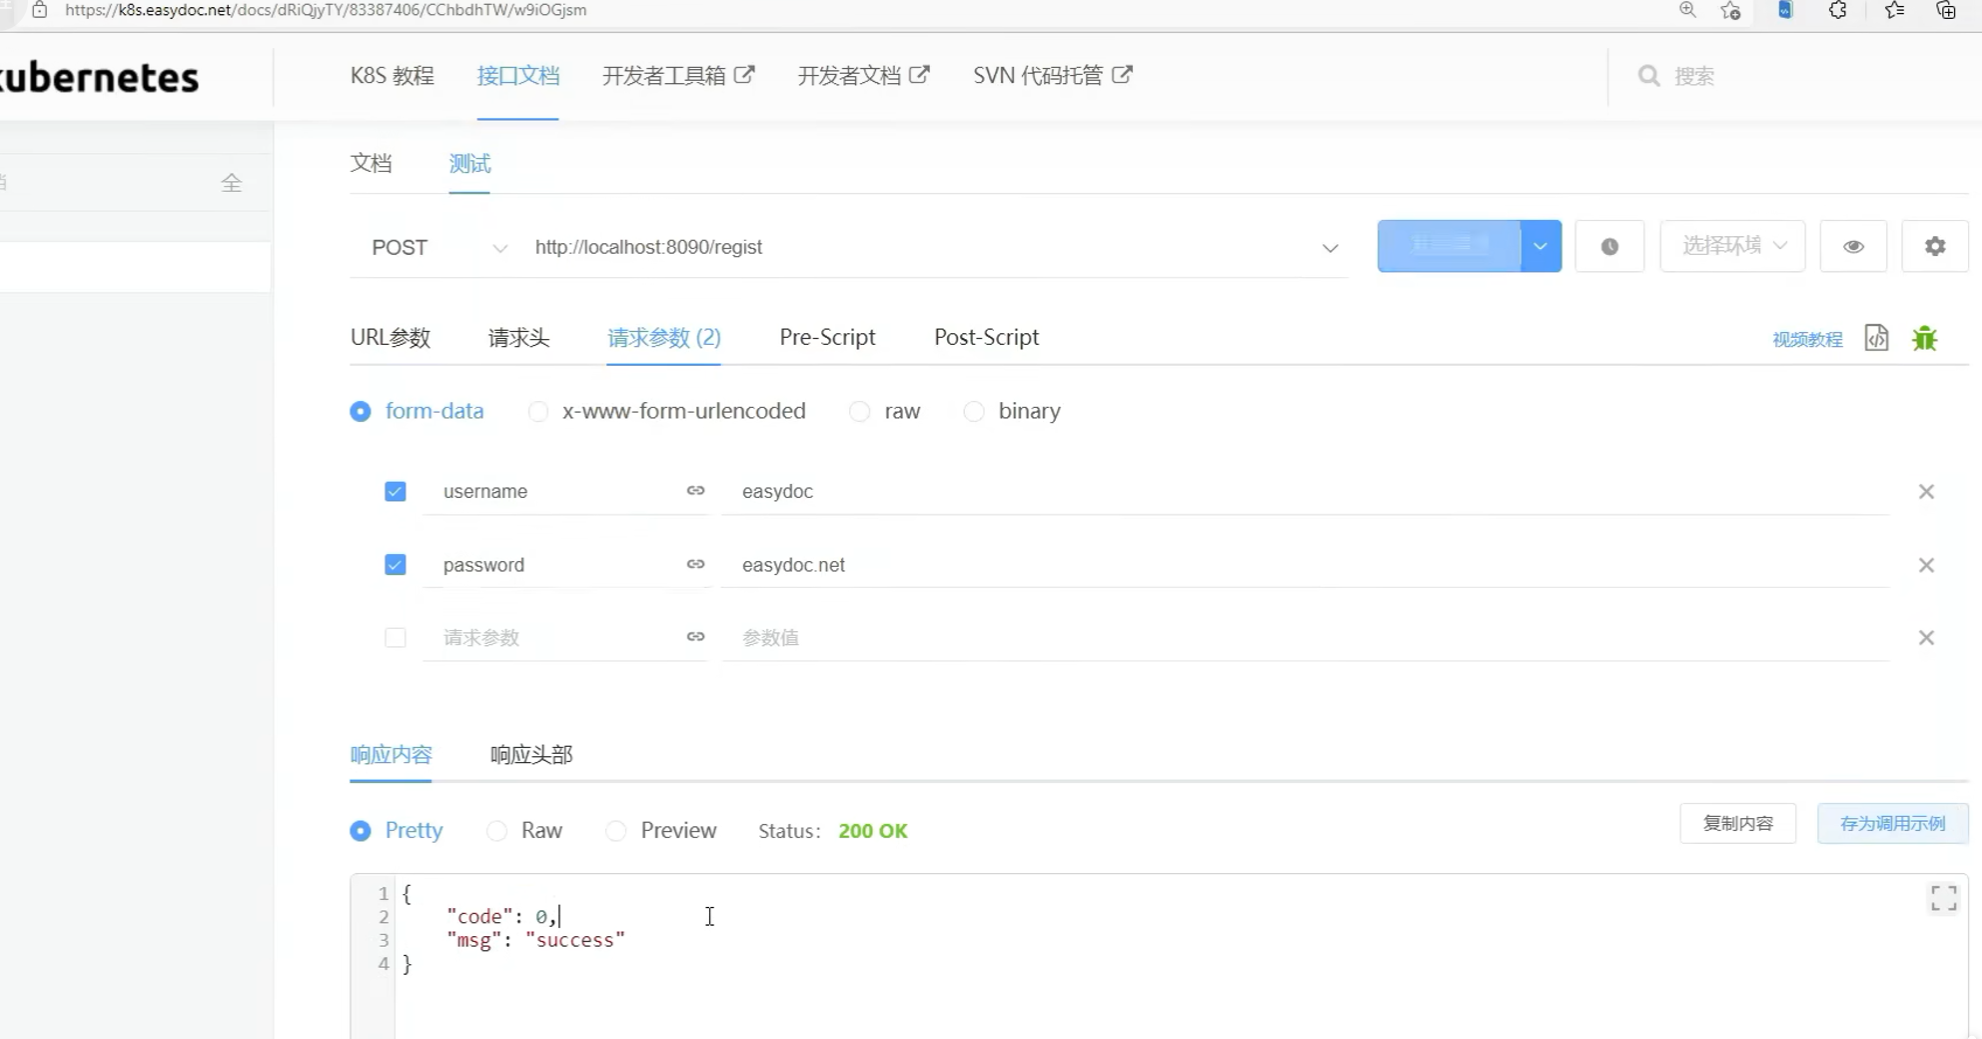 https://k8s.easydoc.net/docs/dRiQjyTY/83387406/CChbdhTW/w9iOGjsm
kubernetes
K8S 教程 接口文档 开发者工具箱 开发者文档 SVN 代码托管 搜索
文档 测试
全
POST http://localhost:8090/regist 选择环境
URL参数 请求头 请求参数 (2) Pre-Script Post-Script 视频教程
form-data x-www-form-urlencoded raw binary
username easydoc
password easydoc.net
请求参数 参数值
响应内容 响应头部
Pretty Raw Preview Status: 200 OK 复制内容 存为调用示例
1 {
2 "code": 0,
3 "msg": "success"
4 }